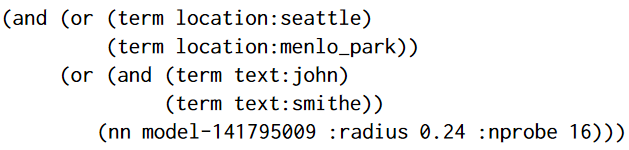 (and (or (term location:seattle)
(term location:menlo_park))
(or (and (term text:john)
(term text:smithe))
(nn model-141795009 :radius 0.24 :nprobe 16)))